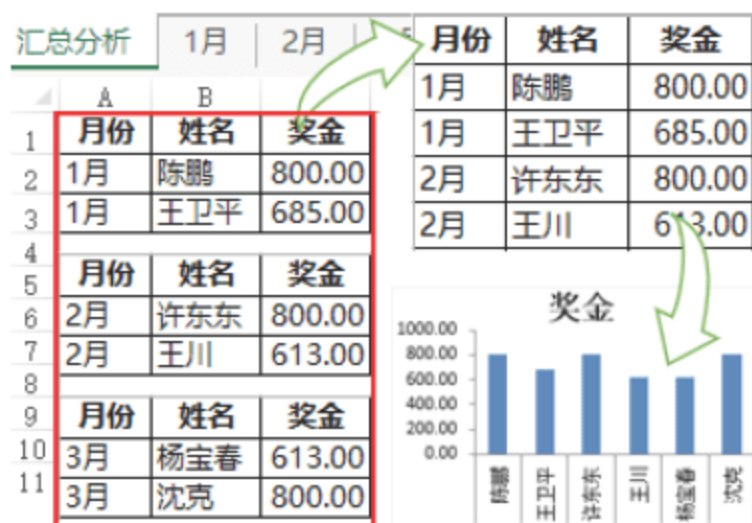 汇总分析 1月 2月
A B
1 月份 姓名 奖金
2 1月 陈鹏 800.00
3 1月 王卫平 685.00
4
5 月份 姓名 奖金
6 2月 许东东 800.00
7 2月 王川 613.00
8
9 月份 姓名 奖金
10 3月 杨宝春 613.00
11 3月 沈克 800.00
月份 姓名 奖金
1月 陈鹏 800.00
1月 王卫平 685.00
2月 许东东 800.00
2月 王川 613.00
奖金
1000.00
800.00
600.00
400.00
200.00
0.00
陈鹏
王卫平
许东东
王川
杨宝春
沈克